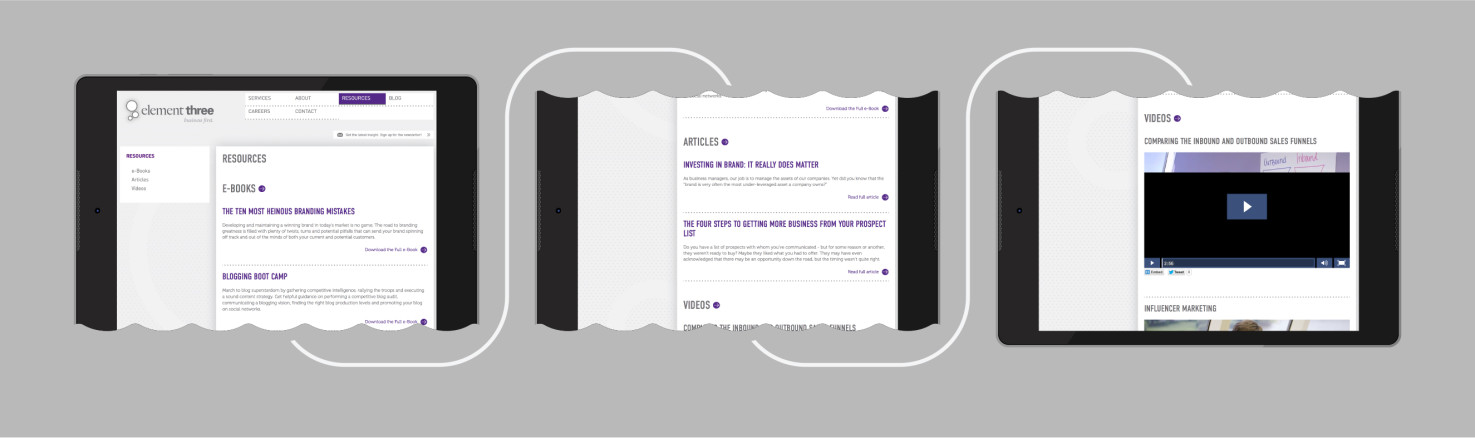 element three
business first.
SERVICES
ABOUT
RESOURCES
BLOG
CAREERS
CONTACT
Get the latest insight. Sign up for the newsletter!
RESOURCES
e-Books
Articles
Videos
RESOURCES
E-BOOKS
THE TEN MOST HEINOUS BRANDING MISTAKES
Developing and maintaining a winning brand in today's market is no game. The road to branding
greatness is filled with plenty of twists, turns and potential pitfalls that can send your brand spinning
off track and out of the minds of both your current and potential customers.
Download the Full e-Book
BLOGGING BOOT CAMP
March to blog superstardom by gathering competitive intelligence, rallying the troops and executing
a sound content strategy. Get helpful guidance on performing a competitive blog audit,
communicating a blogging vision, finding the right blog production levels and promoting your blog
on social networks.
Download the Full e-Book
Download the Full e-Book
ARTICLES
INVESTING IN BRAND: IT REALLY DOES MATTER
As business managers, our job is to manage the assets of our companies. Yet did you know that the
"brand is very often the most under-leveraged asset a company owns?"
Read full article
THE FOUR STEPS TO GETTING MORE BUSINESS FROM YOUR PROSPECT
LIST
Do you have a list of prospects with whom you've communicated - but for some reason or another,
they weren't ready to buy? Maybe they liked what you had to offer. They may have even
acknowledged that there may be an opportunity down the road, but the timing wasn't quite right.
Read full article
VIDEOS
THE INBOUND OUTBOUND FUNNELS
VIDEOS
COMPARING THE INBOUND AND OUTBOUND SALES FUNNELS
Outbound Inbound
Tweet
INFLUENCER MARKETING